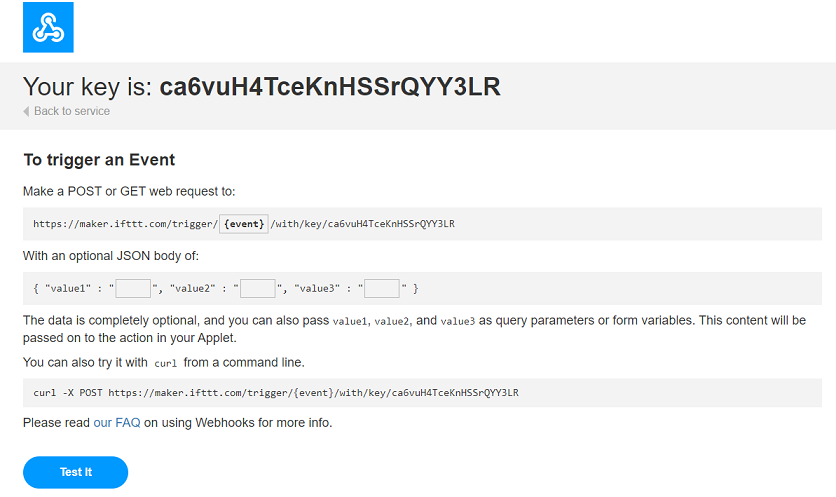 Your key is: ca6vuH4TceKnHSSrQYY3LR
Back to service
To trigger an Event
Make a POST or GET web request to:
https://maker.ifttt.com/trigger/ {event} /with/key/ca6vuH4TceKnHSSrQYY3LR
With an optional JSON body of:
{ "value1" : " ", "value2" : " ", "value3" : " " }
The data is completely optional, and you can also pass value1, value2, and value3 as query parameters or form variables. This content will be
passed on to the action in your Applet.
You can also try it with curl from a command line.
curl -X POST https://maker.ifttt.com/trigger/{event}/with/key/ca6vuH4TceKnHSSrQYY3LR
Please read our FAQ on using Webhooks for more info.
Test It